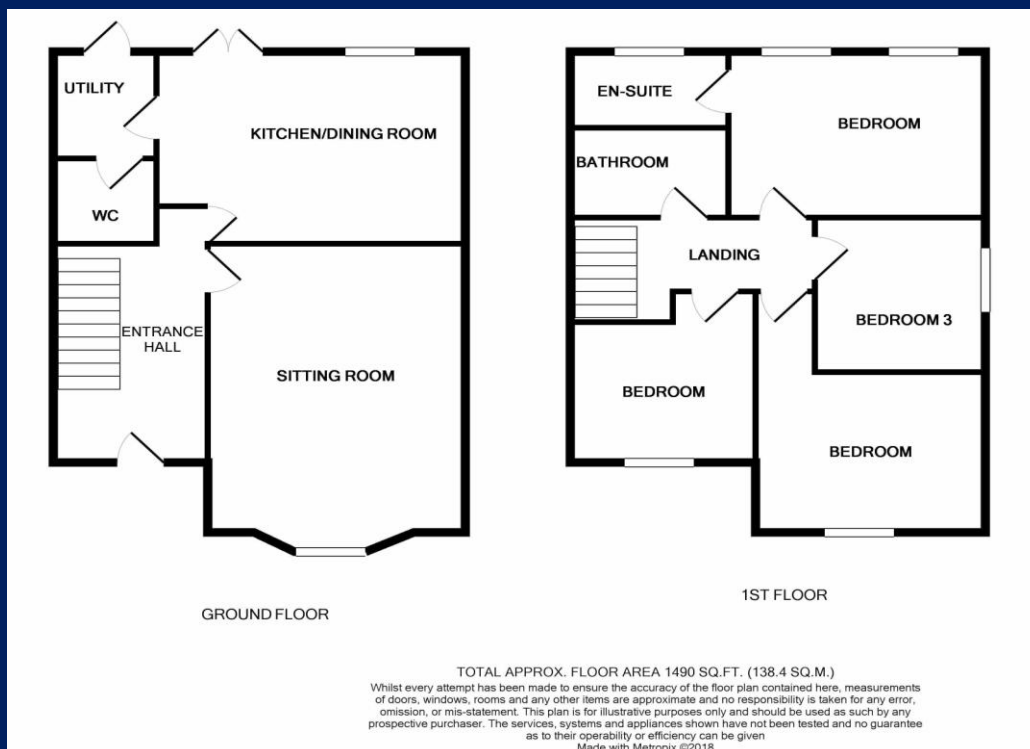 UTILITY
KITCHEN/DINING ROOM
WC
ENTRANCE
HALL
SITTING ROOM
GROUND FLOOR
EN-SUITE
BEDROOM
BATHROOM
LANDING
BEDROOM 3
BEDROOM
BEDROOM
1ST FLOOR
TOTAL APPROX. FLOOR AREA 1490 SQ.FT. (138.4 SQ.M.)
Whilst every attempt has been made to ensure the accuracy of the floor plan contained here, measurements
of doors, windows, rooms and any other items are approximate and no responsibility is taken for any error,
omission, or mis-statement. This plan is for illustrative purposes only and should be used as such by any
prospective purchaser. The services, systems and appliances shown have not been tested and no guarantee
as to their operability or efficiency can be given
Made with Metropix ©2018